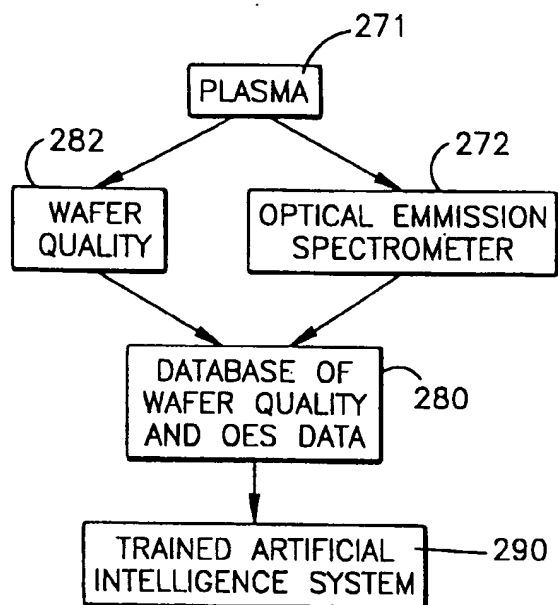 271
PLASMA
282
272
WAFER
QUALITY
OPTICAL EMMISSION
SPECTROMETER
DATABASE OF
WAFER QUALITY
AND OES DATA
280
TRAINED ARTIFICIAL
INTELLIGENCE SYSTEM
290